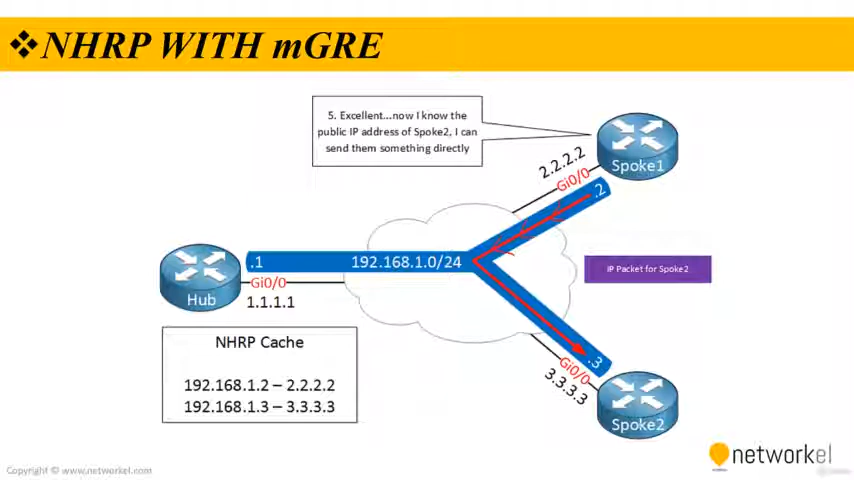 ❖NHRP WITH mGRE
5. Excellent...now I know the
public IP address of Spoke2, I can
send them something directly
2.2.2.2
Gi0/0
Spoke1
.2
.1
192.168.1.0/24
IP Packet for Spoke2
Gi0/0
Hub
1.1.1.1
NHRP Cache
192.168.1.2 – 2.2.2.2
192.168.1.3 – 3.3.3.3
.3
Gi0/0
3.3.3.3
Spoke2
networkel
Copyright © www.networkel.com